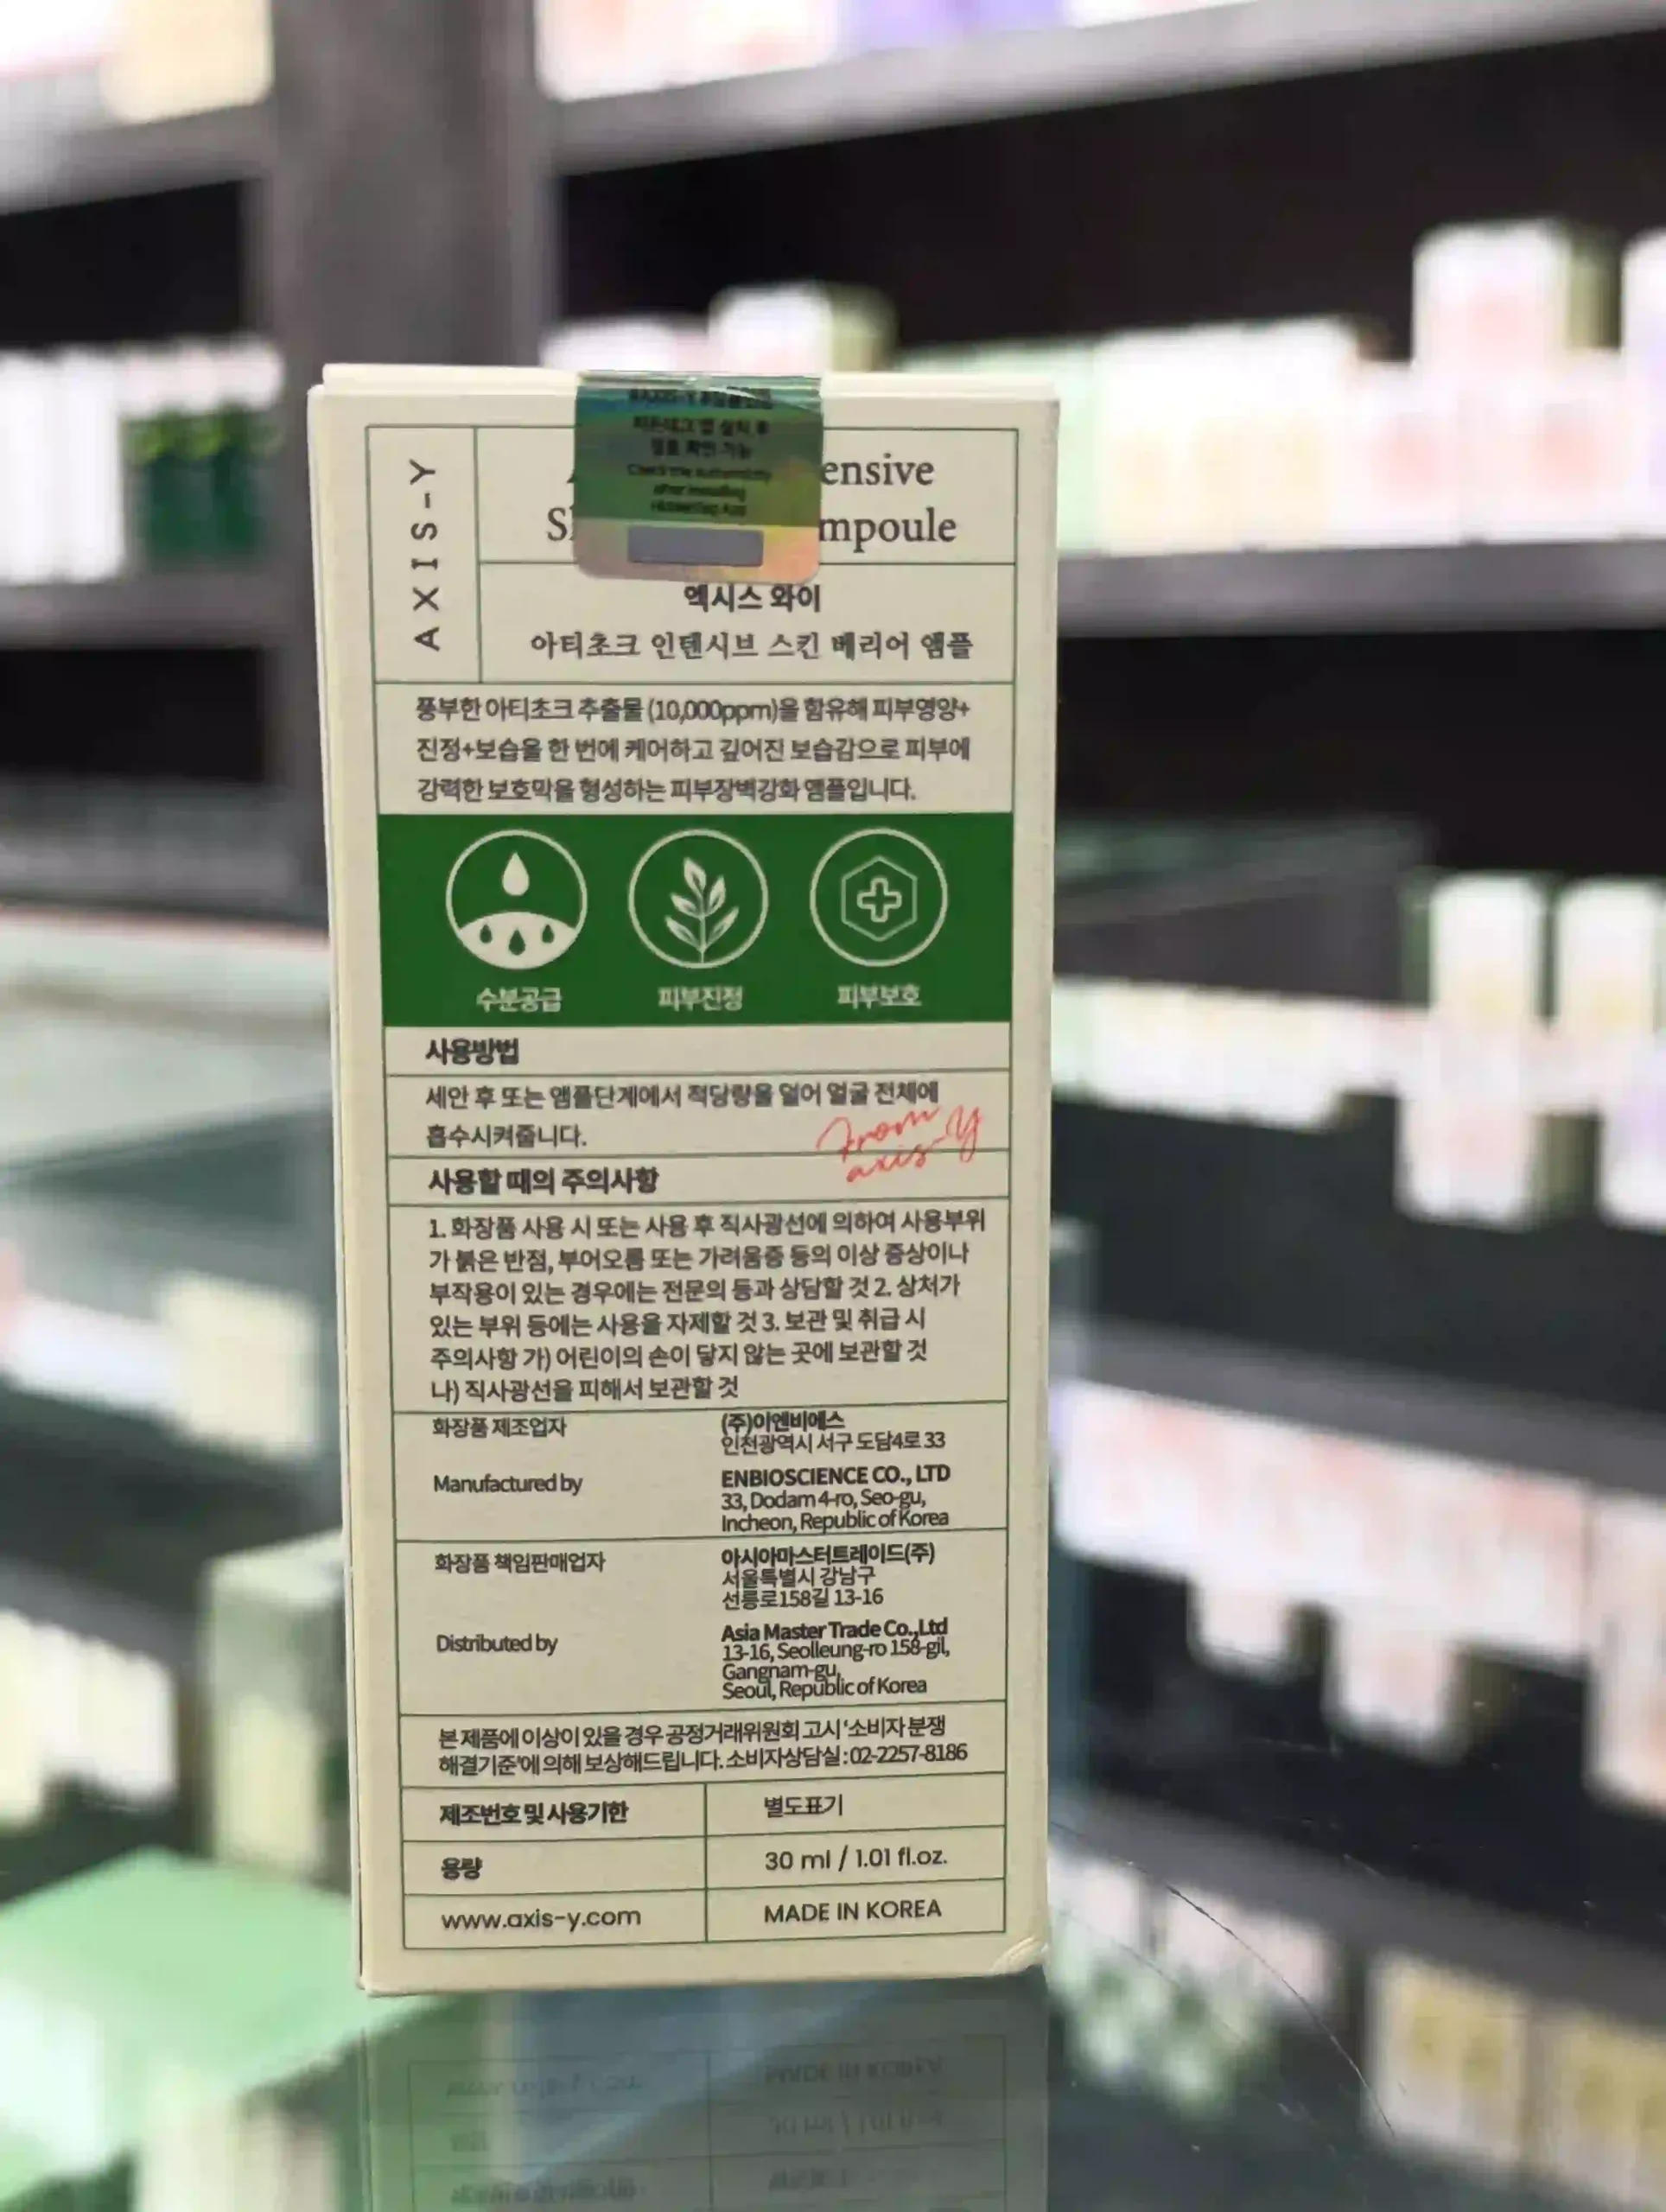 AXIS-Y
ensive
mpoule
엑시스 와이
아티초크 인텐시브 스킨 베리어 앰플
풍부한 아티초크 추출물 (10,000ppm)을 함유해 피부영양+
진정+보습을 한 번에 케어하고 깊어진 보습감으로 피부에
강력한 보호막을 형성하는 피부장벽강화 앰플입니다.
수분공급 피부진정 피부보호
사용방법
세안 후 또는 앰플단계에서 적당량을 덜어 얼굴 전체에
흡수시켜줍니다.
From
axis-y
사용할 때의 주의사항
1. 화장품 사용 시 또는 사용 후 직사광선에 의하여 사용부위
가 붉은 반점, 부어오름 또는 가려움증 등의 이상 증상이나
부작용이 있는 경우에는 전문의 등과 상담할 것 2. 상처가
있는 부위 등에는 사용을 자제할 것 3. 보관 및 취급 시
주의사항 가) 어린이의 손이 닿지 않는 곳에 보관할 것
나) 직사광선을 피해서 보관할 것
화장품 제조업자 (주)이엔비에스
인천광역시 서구 도담4로 33
Manufactured by ENBIOSCIENCE CO., LTD
33, Dodam 4-ro, Seo-gu,
Incheon, Republic of Korea
화장품 책임판매업자 아시아마스터트레이드(주)
서울특별시 강남구
선릉로158길 13-16
Distributed by Asia Master Trade Co.,Ltd
13-16, Seolleung-ro 158-gil,
Gangnam-gu,
Seoul, Republic of Korea
본 제품에 이상이 있을 경우 공정거래위원회 고시 '소비자 분쟁
해결기준'에 의해 보상해드립니다. 소비자상담실 : 02-2257-8186
제조번호 및 사용기한 별도표기
용량 30 ml / 1.01 fl.oz.
www.axis-y.com MADE IN KOREA